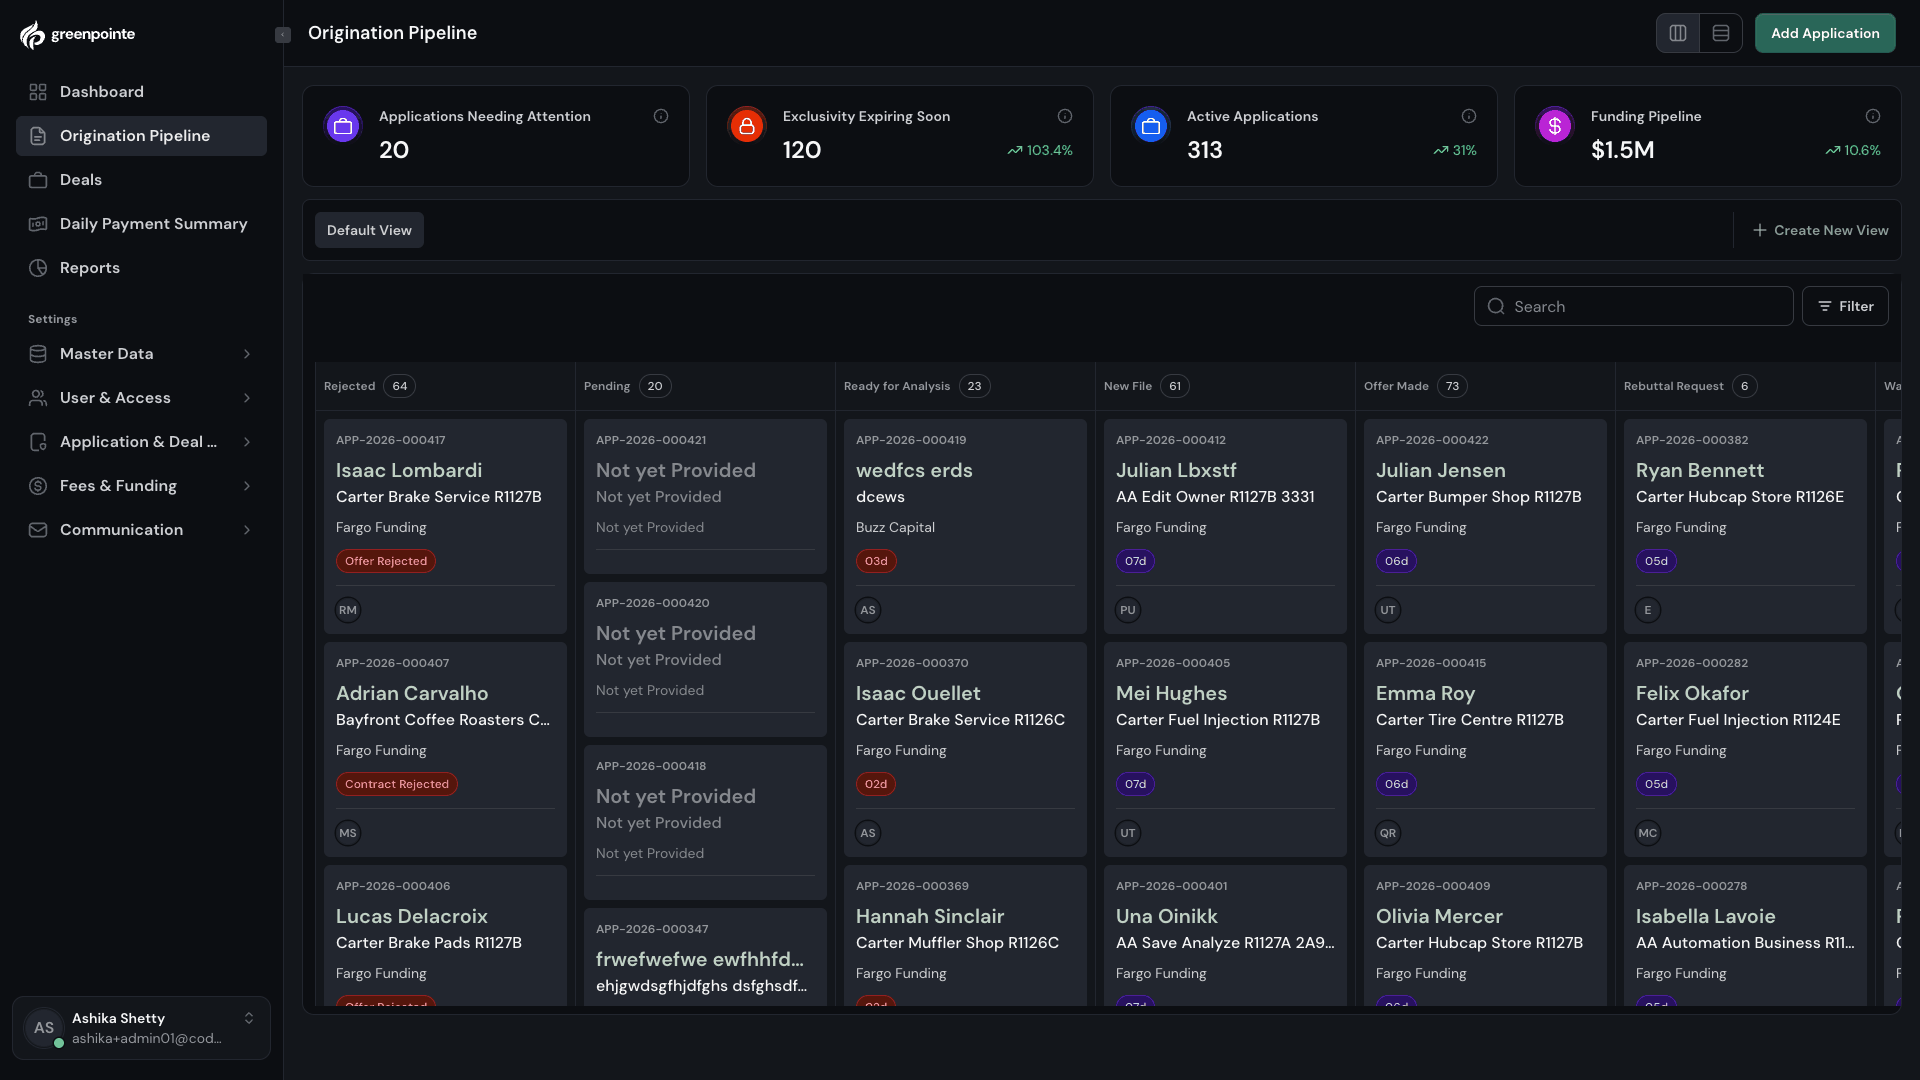 greenpointe
Dashboard
Origination Pipeline
Deals
Daily Payment Summary
Reports
Settings
Master Data
User & Access
Application & Deal ...
Fees & Funding
Communication
AS
Ashika Shetty
ashika+admin01@cod...
Origination Pipeline
Add Application
Applications Needing Attention
20
Exclusivity Expiring Soon
120
103.4%
Active Applications
313
31%
Funding Pipeline
$1.5M
10.6%
Default View
Create New View
Search
Filter
Rejected 64
APP-2026-000417
Isaac Lombardi
Carter Brake Service R1127B
Fargo Funding
Offer Rejected
RM
APP-2026-000407
Adrian Carvalho
Bayfront Coffee Roasters C...
Fargo Funding
Contract Rejected
MS
APP-2026-000406
Lucas Delacroix
Carter Brake Pads R1127B
Fargo Funding
Offer Rejected
Pending 20
APP-2026-000421
Not yet Provided
Not yet Provided
Not yet Provided
APP-2026-000420
Not yet Provided
Not yet Provided
Not yet Provided
APP-2026-000418
Not yet Provided
Not yet Provided
Not yet Provided
APP-2026-000347
frwefwefwe ewfhhfd...
ehjgwdsgfhjdfghs dsfghsdf...
Ready for Analysis 23
APP-2026-000419
wedfcs erds
dcews
Buzz Capital
03d
AS
APP-2026-000370
Isaac Ouellet
Carter Brake Service R1126C
Fargo Funding
02d
AS
APP-2026-000369
Hannah Sinclair
Carter Muffler Shop R1126C
Fargo Funding
New File 61
APP-2026-000412
Julian Lbxstf
AA Edit Owner R1127B 3331
Fargo Funding
07d
PU
APP-2026-000405
Mei Hughes
Carter Fuel Injection R1127B
Fargo Funding
07d
UT
APP-2026-000401
Una Oinikk
AA Save Analyze R1127A 2A9...
Fargo Funding
07d
Offer Made 73
APP-2026-000422
Julian Jensen
Carter Bumper Shop R1127B
Fargo Funding
06d
UT
APP-2026-000415
Emma Roy
Carter Tire Centre R1127B
Fargo Funding
06d
QR
APP-2026-000409
Olivia Mercer
Carter Hubcap Store R1127B
Fargo Funding
06d
Rebuttal Request 6
APP-2026-000382
Ryan Bennett
Carter Hubcap Store R1126E
Fargo Funding
05d
E
APP-2026-000282
Felix Okafor
Carter Fuel Injection R1124E
Fargo Funding
05d
MC
APP-2026-000278
Isabella Lavoie
AA Automation Business R11...
Fargo Funding
05d
Wa